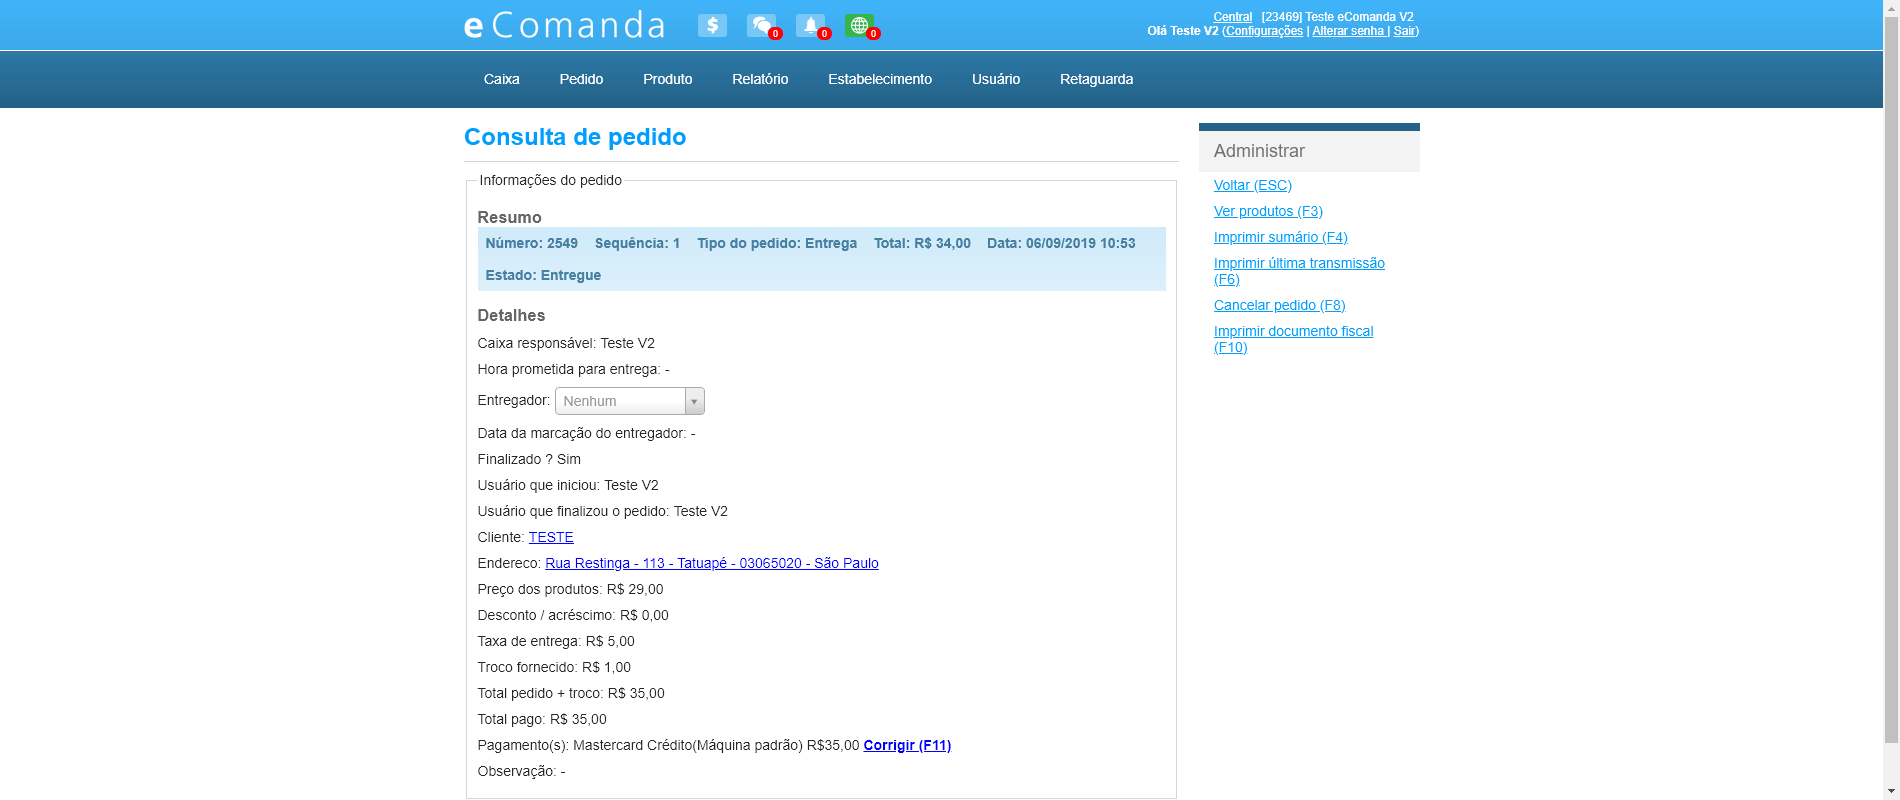 eComanda
$
0
0
0
Central [23469] Teste eComanda V2
Olá Teste V2 (Configurações | Alterar senha | Sair)
Caixa Pedido Produto Relatório Estabelecimento Usuário Retaguarda
Consulta de pedido
Informações do pedido
Resumo
Número: 2549 Sequência: 1 Tipo do pedido: Entrega Total: R$ 34,00 Data: 06/09/2019 10:53
Estado: Entregue
Detalhes
Caixa responsável: Teste V2
Hora prometida para entrega: -
Entregador: Nenhum
Data da marcação do entregador: -
Finalizado ? Sim
Usuário que iniciou: Teste V2
Usuário que finalizou o pedido: Teste V2
Cliente: TESTE
Endereco: Rua Restinga - 113 - Tatuapé - 03065020 - São Paulo
Preço dos produtos: R$ 29,00
Desconto / acréscimo: R$ 0,00
Taxa de entrega: R$ 5,00
Troco fornecido: R$ 1,00
Total pedido + troco: R$ 35,00
Total pago: R$ 35,00
Pagamento(s): Mastercard Crédito(Máquina padrão) R$35,00 Corrigir (F11)
Observação: -
Administrar
Voltar (ESC)
Ver produtos (F3)
Imprimir sumário (F4)
Imprimir última transmissão
(F6)
Cancelar pedido (F8)
Imprimir documento fiscal
(F10)